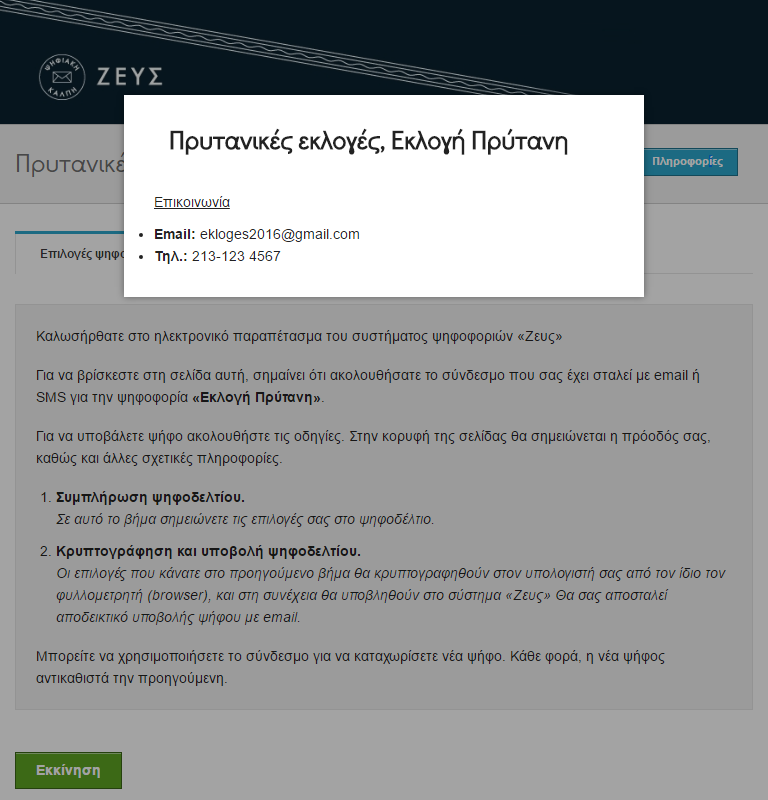 ΨΗΦΙΑΚΗ
ΚΑΛΠΗ
ΖΕΥΣ
Πρυτανικές εκλογές, Εκλογή Πρύτανη
Επικοινωνία
Email: ekloges2016@gmail.com
Τηλ.: 213-123 4567
Πρυτανικέ
Πληροφορίες
Επιλογές ψηφο
Καλωσήρθατε στο ηλεκτρονικό παραπέτασμα του συστήματος ψηφοφοριών «Ζευς»
Για να βρίσκεστε στη σελίδα αυτή, σημαίνει ότι ακολουθήσατε το σύνδεσμο που σας έχει σταλεί με email ή
SMS για την ψηφοφορία «Εκλογή Πρύτανη».
Για να υποβάλετε ψήφο ακολουθήστε τις οδηγίες. Στην κορυφή της σελίδας θα σημειώνεται η πρόοδός σας,
καθώς και άλλες σχετικές πληροφορίες.
1. Συμπλήρωση ψηφοδελτίου.
Σε αυτό το βήμα σημειώνετε τις επιλογές σας στο ψηφοδέλτιο.
2. Κρυπτογράφηση και υποβολή ψηφοδελτίου.
Οι επιλογές που κάνατε στο προηγούμενο βήμα θα κρυπτογραφηθούν στον υπολογιστή σας από τον ίδιο τον
φυλλομετρητή (browser), και στη συνέχεια θα υποβληθούν στο σύστημα «Ζευς» Θα σας αποσταλεί
αποδεικτικό υποβολής ψήφου με email.
Μπορείτε να χρησιμοποιήσετε το σύνδεσμο για να καταχωρίσετε νέα ψήφο. Κάθε φορά, η νέα ψήφος
αντικαθιστά την προηγούμενη.
Εκκίνηση